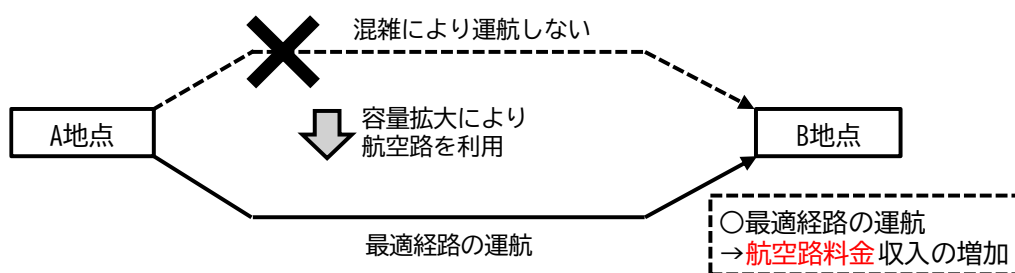 混雑により運航しない
A地点
容量拡大により
航空路を利用
B地点
最適経路の運航
〇最適経路の運航
→航空路料金収入の増加